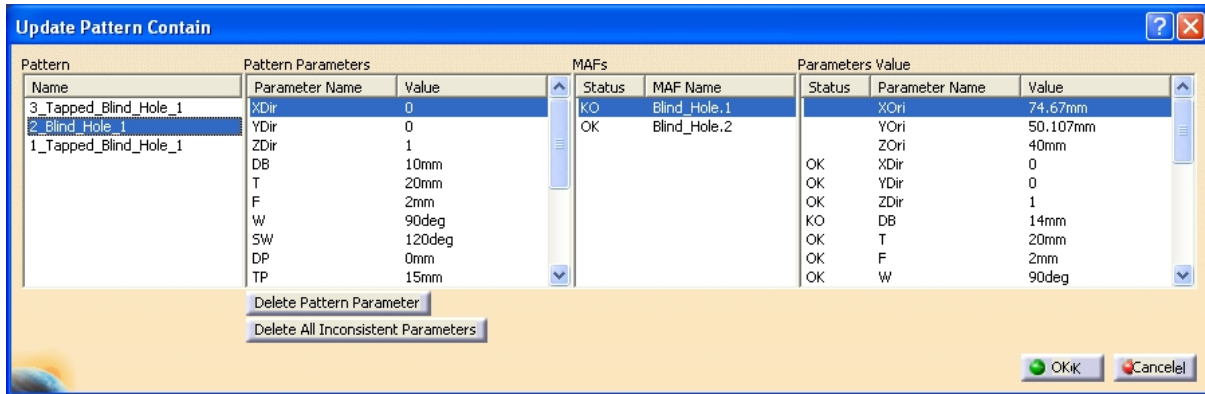 Update Pattern Contain
Pattern Pattern Parameters MAFs Parameters Value
Name Parameter Name Value Status MAF Name Status Parameter Name Value
3_Tapped_Blind_Hole_1 XDir 0 KO Blind_Hole.1 XOri 74.67mm
2_Blind_Hole_1 YDir 0 OK Blind_Hole.2 YOri 50.107mm
1_Tapped_Blind_Hole_1 ZDir 1 ZOri 40mm
DB 10mm OK XDir 0
T 20mm OK YDir 0
F 2mm OK ZDir 1
W 90deg KO DB 14mm
SW 120deg OK T 20mm
DP 0mm OK F 2mm
TP 15mm OK W 90deg
Delete Pattern Parameter
Delete All Inconsistent Parameters
OKiK Cancelel